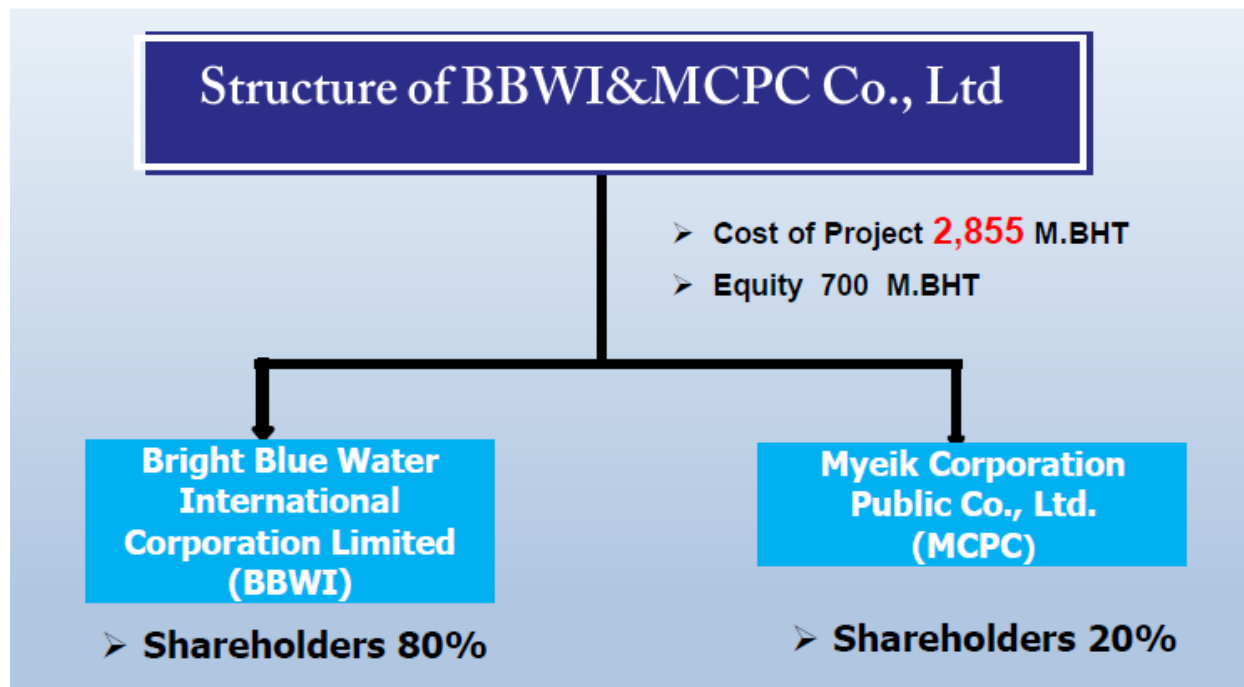 Structure of BBWI&MCPC Co., Ltd
➢ Cost of Project 2,855 M.BHT
➢ Equity 700 M.BHT
Bright Blue Water
International
Corporation Limited
(BBWI)
➢ Shareholders 80%
Myeik Corporation
Public Co., Ltd.
(MCPC)
➢ Shareholders 20%